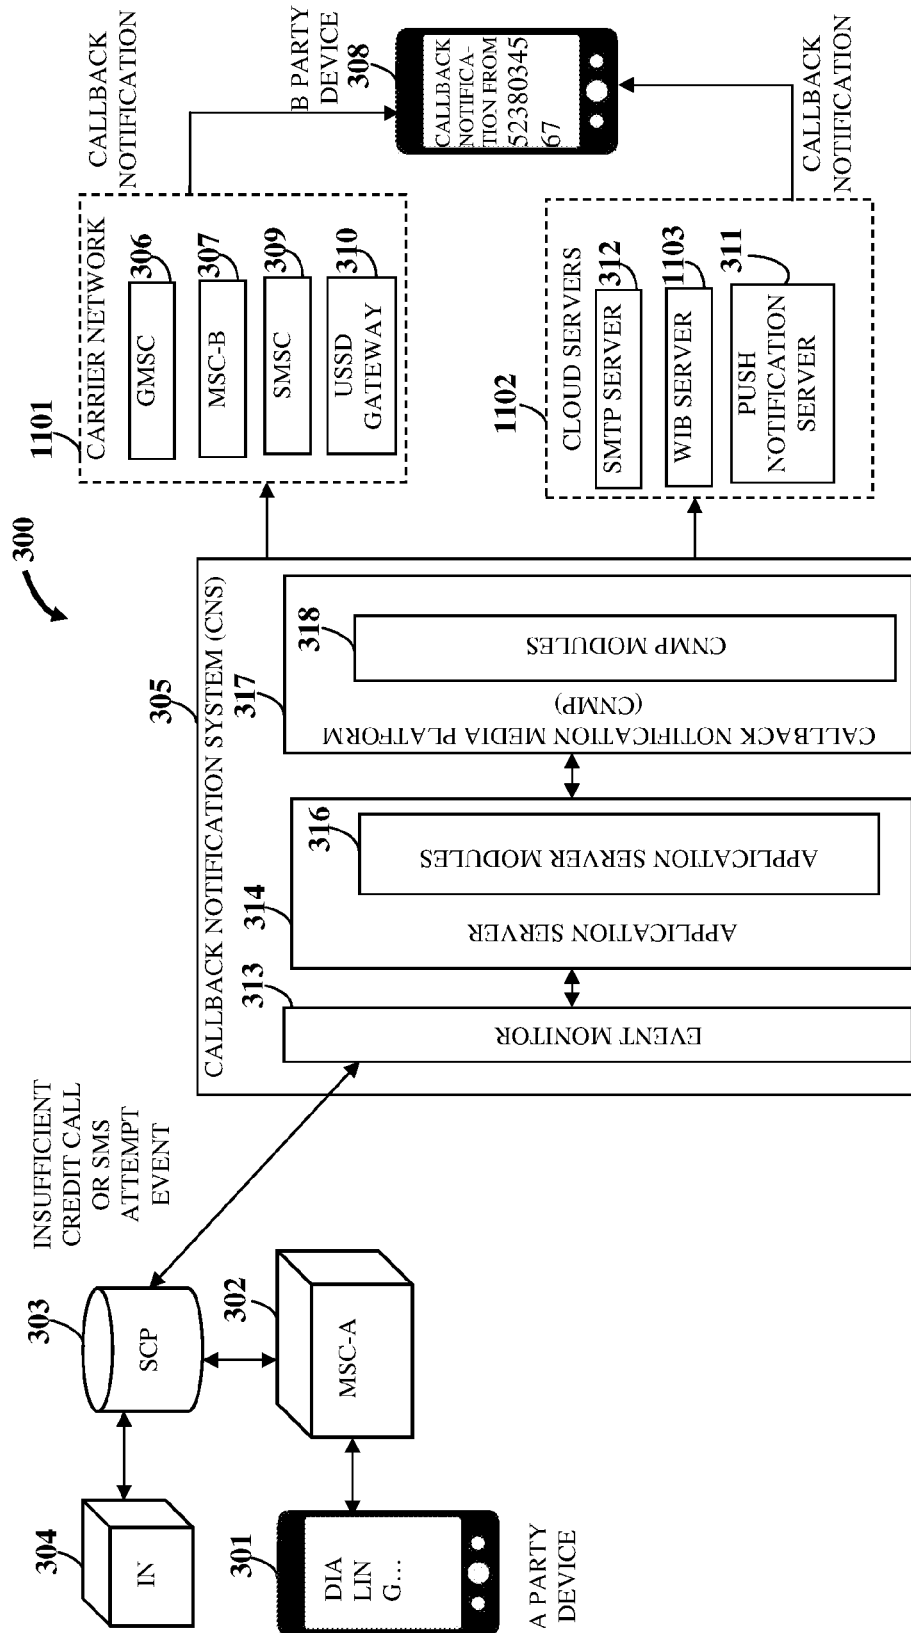 300
304
IN
303
SCP
INSUFFICIENT
CREDIT CALL
OR SMS
ATTEMPT
EVENT
301
DIA
LIN
G...
A PARTY
DEVICE
302
MSC-A
305
CALLBACK NOTIFICATION SYSTEM (CNS)
313
EVENT MONITOR
314
APPLICATION SERVER
316
APPLICATION SERVER MODULES
317
CALLBACK NOTIFICATION MEDIA PLATFORM
(CNMP)
318
CNMP MODULES
1101
CARRIER NETWORK
GMSC
306
MSC-B
307
SMSC
309
USSD
GATEWAY
310
CALLBACK
NOTIFICATION
B PARTY
DEVICE
308
CALLBACK
NOTIFICA-
TION FROM
52380345
67
1102
CLOUD SERVERS
SMTP SERVER
312
WIB SERVER
1103
PUSH
NOTIFICATION
SERVER
311
CALLBACK
NOTIFICATION